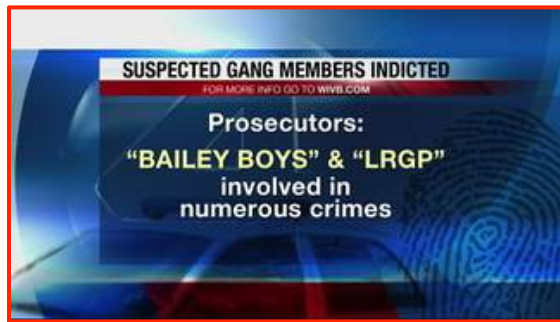 SUSPECTED GANG MEMBERS INDICTED
FOR MORE INFO GO TO WIVB.COM
Prosecutors:
“BAILEY BOYS” & “LRGP”
involved in
numerous crimes